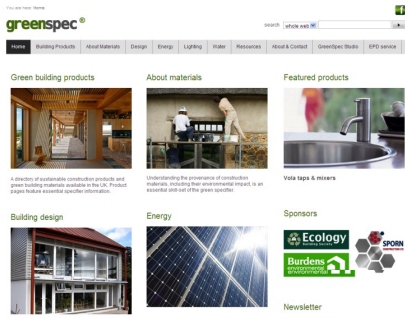 You are here: Home
greenspec®
search whole web
Home Building Products About Materials Design Energy Lighting Water Resources About & Contact GreenSpec Studio EPD service
Green building products
About materials
Featured products
A directory of sustainable construction products and
green building materials available in the UK. Product
pages feature essential specifier information.
Understanding the provenance of construction
materials, including their environmental impact, is an
essential skill-set of the green specifier.
Vola taps & mixers
Building design
Energy
Sponsors
Ecology
Building Society
SPORN
Burdens
environmental
Newsletter